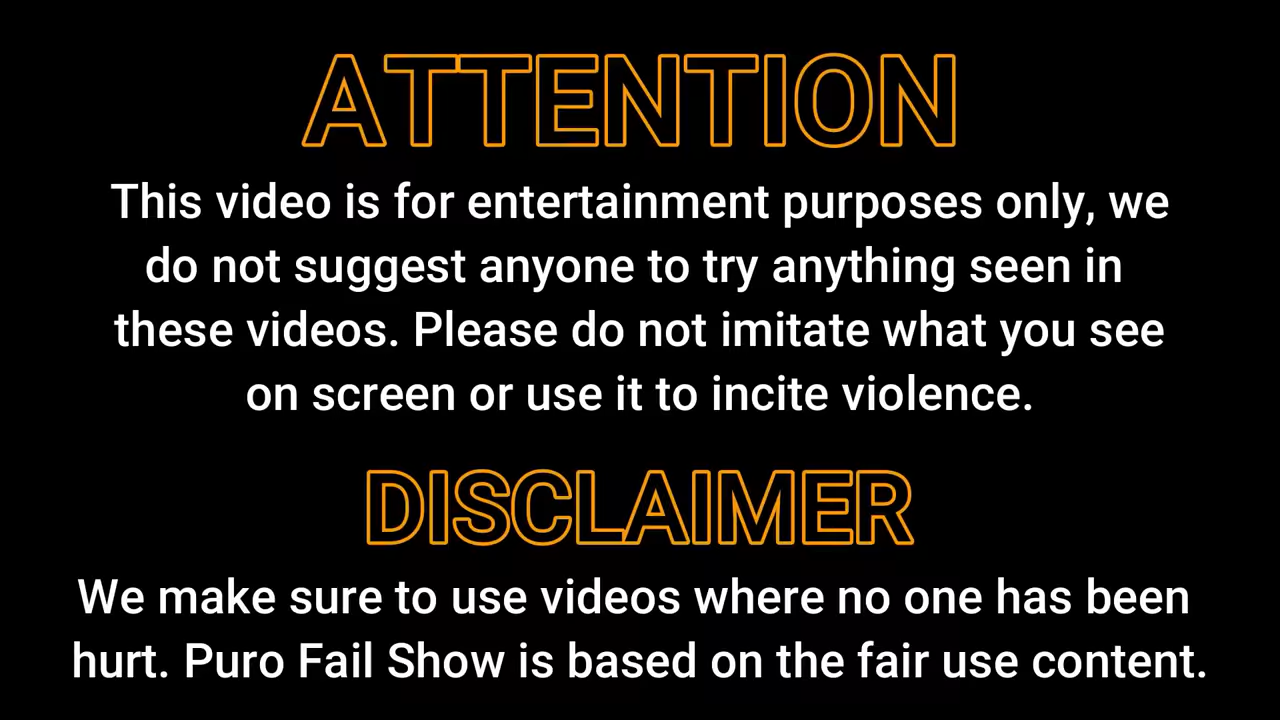 ATTENTION
This video is for entertainment purposes only, we
do not suggest anyone to try anything seen in
these videos. Please do not imitate what you see
on screen or use it to incite violence.
DISCLAIMER
We make sure to use videos where no one has been
hurt. Puro Fail Show is based on the fair use content.